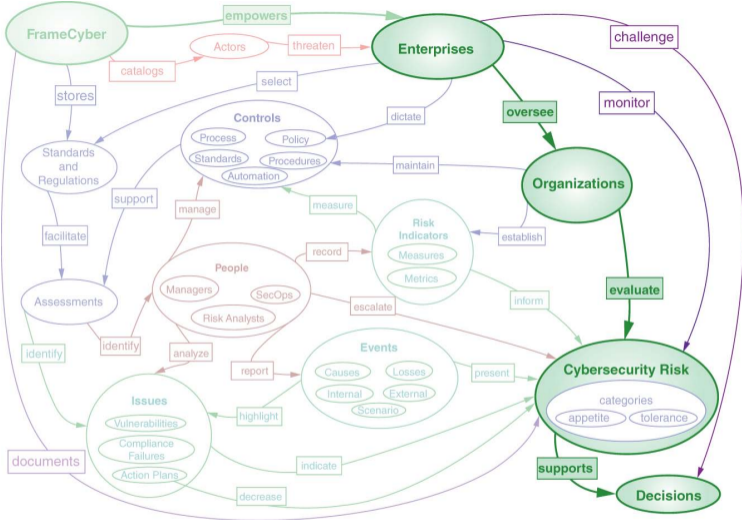 FrameCyber
empowers
Enterprises
challenge
Actors
threaten
catalogs
select
monitor
stores
oversee
Controls
dictate
Process
Policy
Standards
Procedures
Automation
Standards
and
Regulations
maintain
Organizations
support
manage
measure
Risk
Indicators
Measures
Metrics
establish
facilitate
record
People
Managers
SecOps
Risk Analysts
Assessments
escalate
inform
evaluate
identify
identify
analyze
report
Events
Causes
Losses
Internal
External
Scenario
present
Cybersecurity Risk
categories
appetite
tolerance
Issues
Vulnerabilities
Compliance
Failures
Action Plans
highlight
documents
indicate
decrease
supports
Decisions